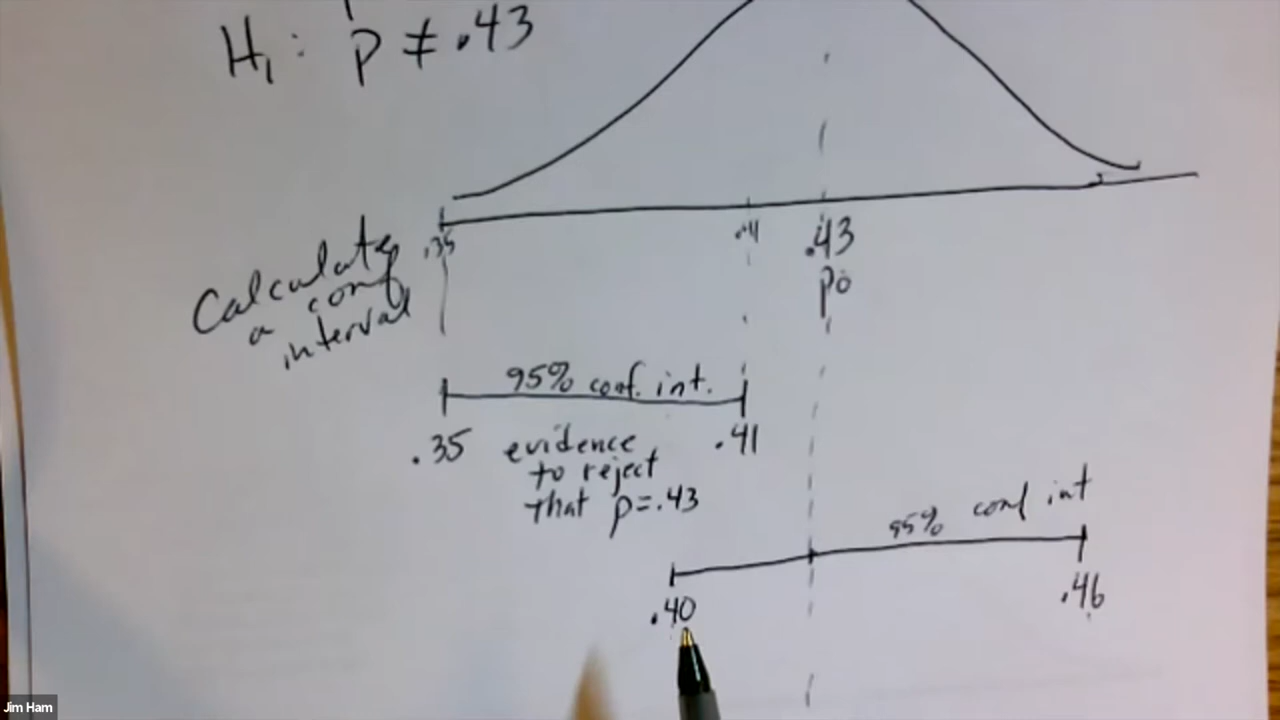 H₁: p ≠ .43
.35
.41
.43
po
Calculate
a conf
interval
95% conf. int.
.35
.41
evidence
to reject
that p=.43
95% conf int
.40
.46
Jim Ham